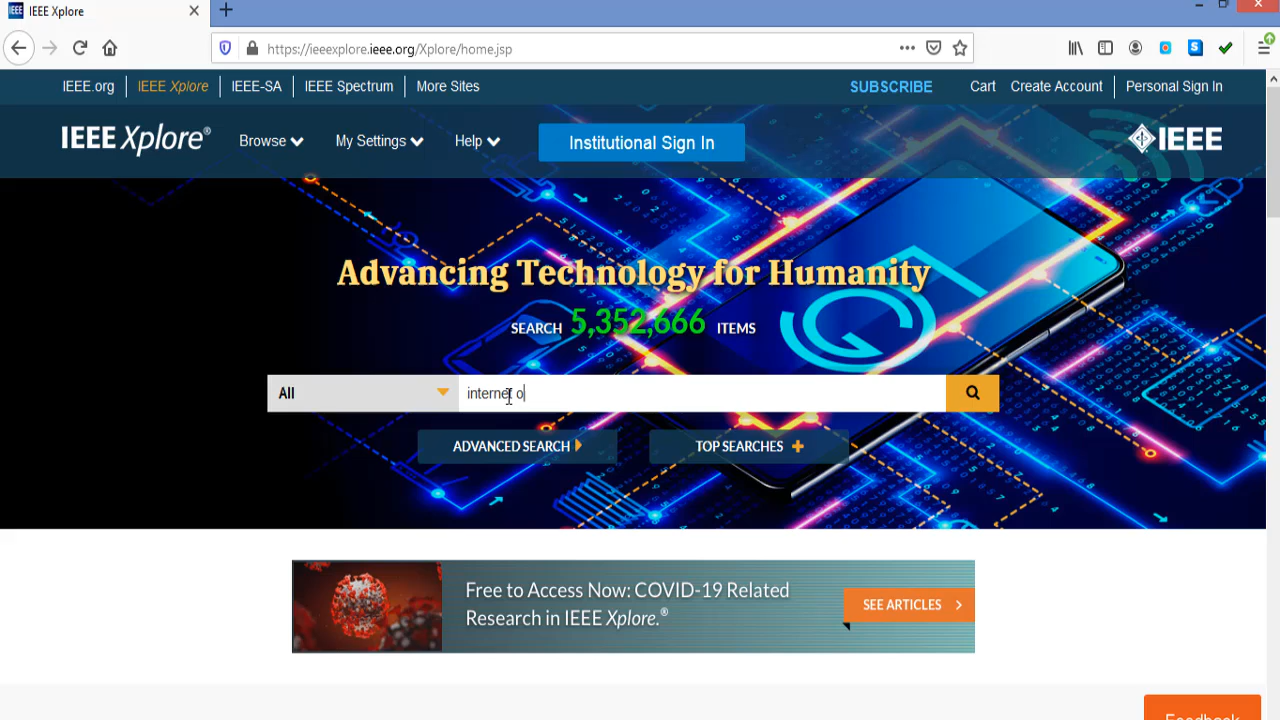 IEEE Xplore
https://ieeexplore.ieee.org/Xplore/home.jsp
IEEE.org IEEE Xplore IEEE-SA IEEE Spectrum More Sites SUBSCRIBE Cart Create Account Personal Sign In
IEEE Xplore® Browse My Settings Help Institutional Sign In IEEE
Advancing Technology for Humanity
SEARCH 5,352,666 ITEMS
All internet o
ADVANCED SEARCH TOP SEARCHES
Free to Access Now: COVID-19 Related
Research in IEEE Xplore.®
SEE ARTICLES
Feedback